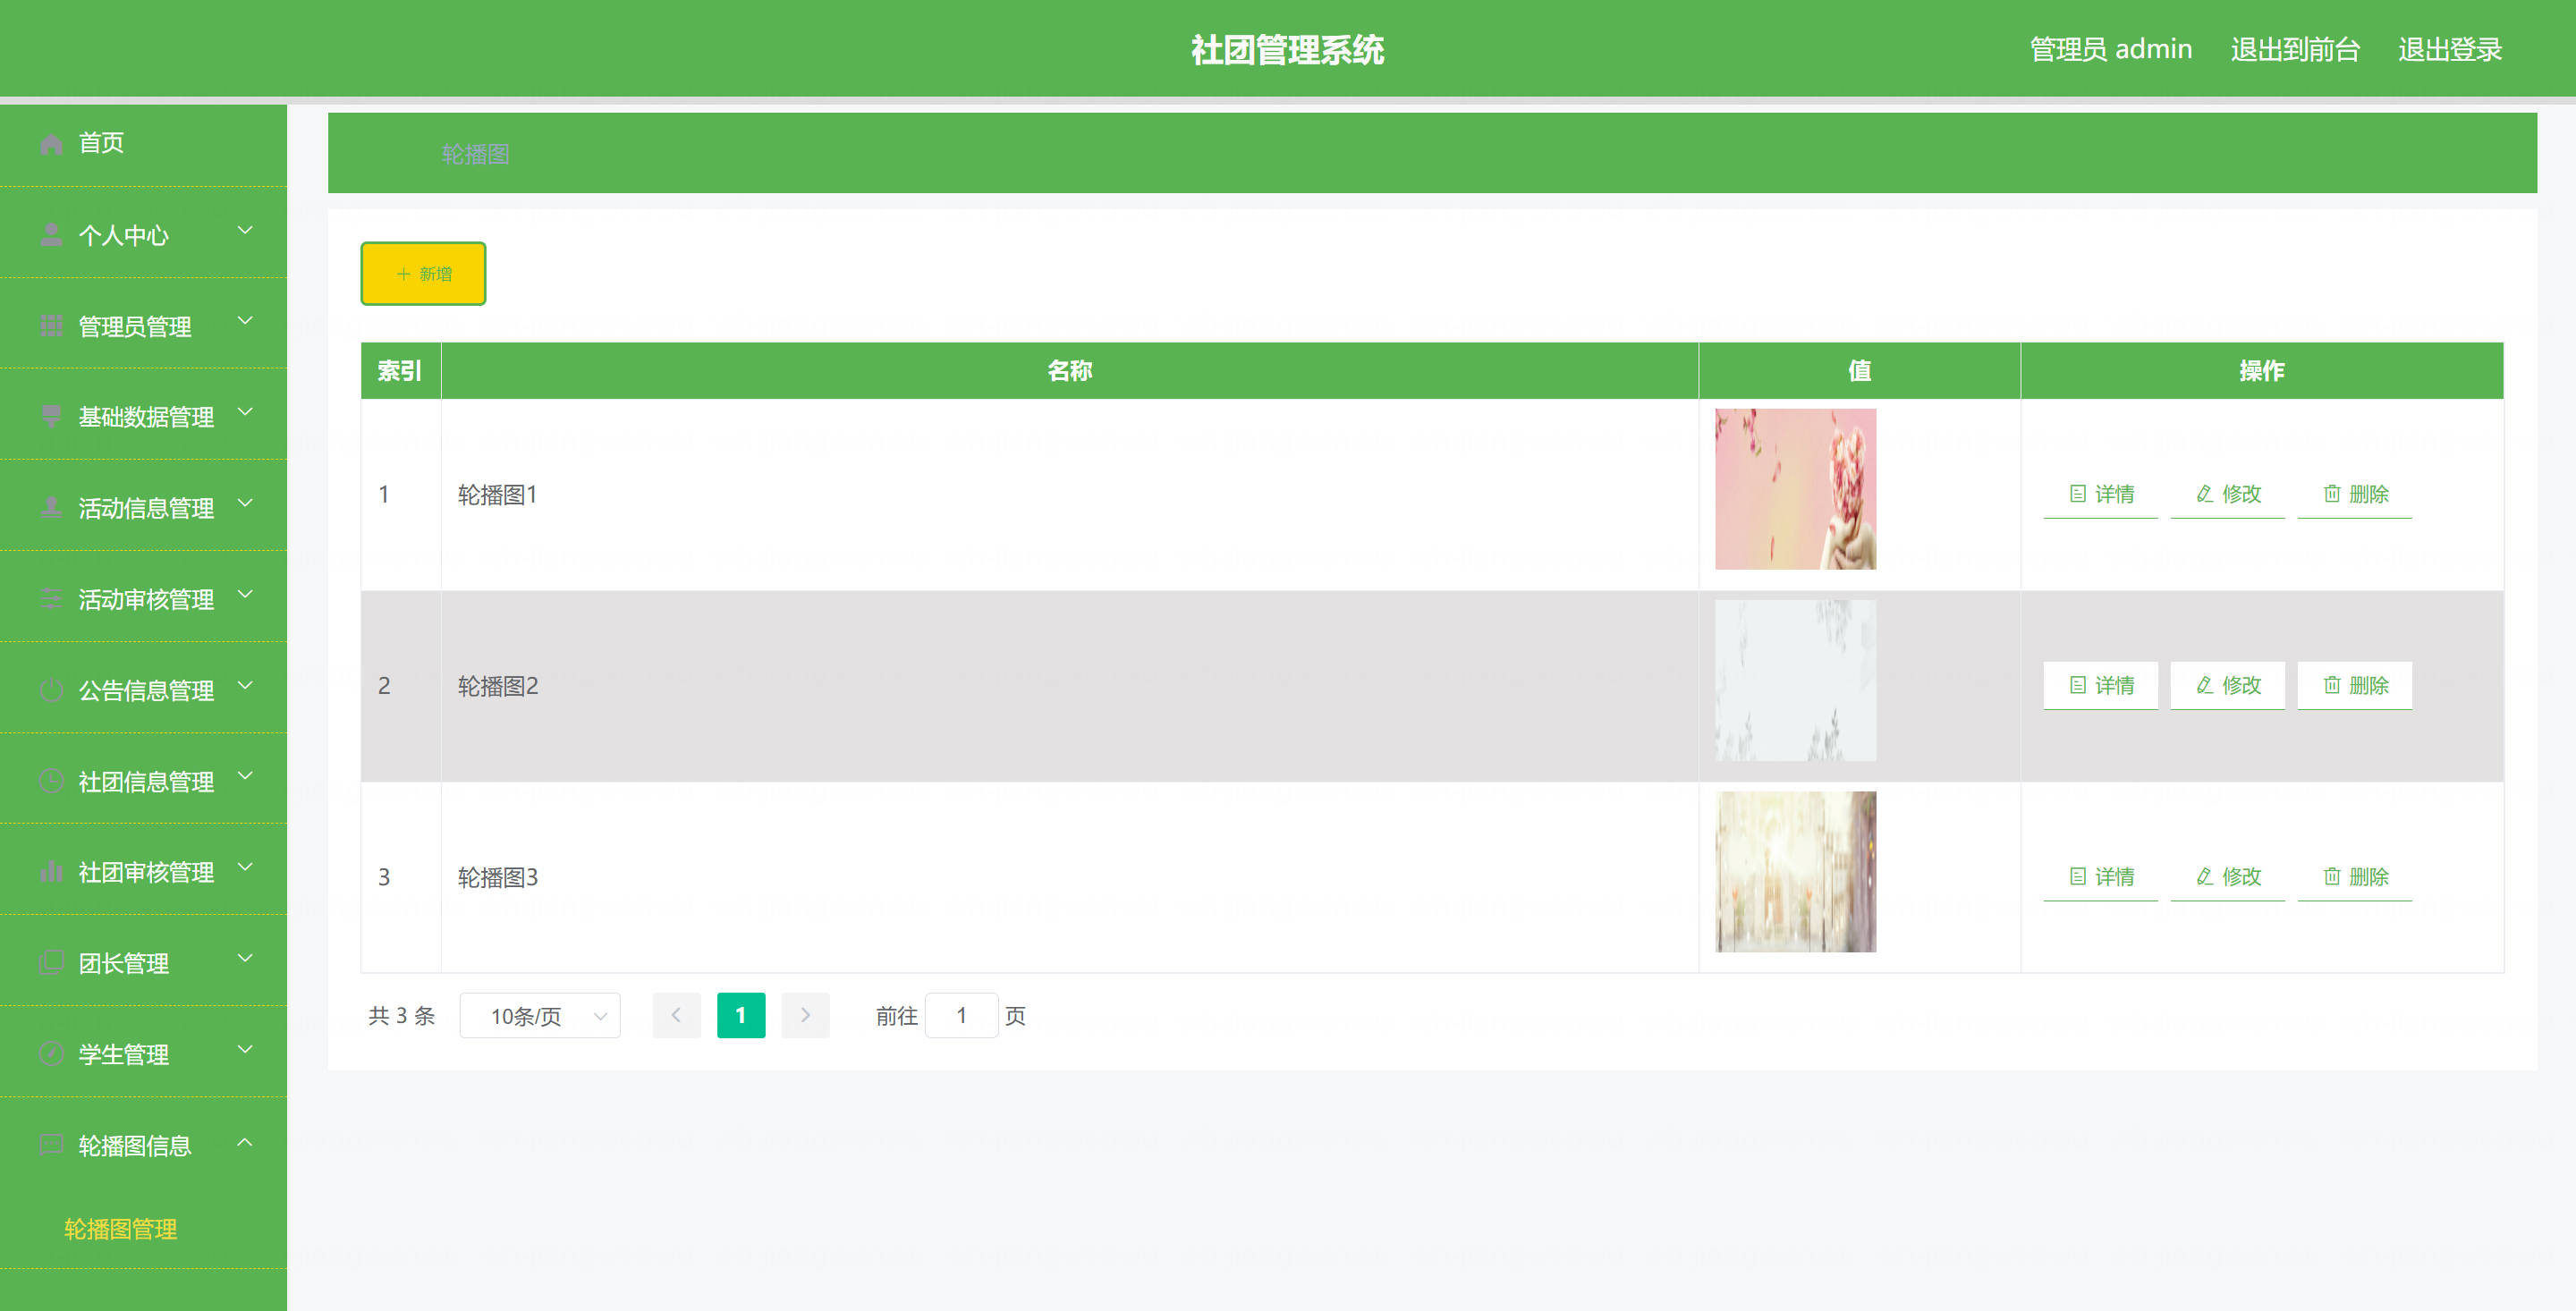 社团管理系统
管理员 admin 退出到前台 退出登录
首页
个人中心
管理员管理
基础数据管理
活动信息管理
活动审核管理
公告信息管理
社团信息管理
社团审核管理
团长管理
学生管理
轮播图信息
轮播图管理
轮播图
新增
索引 名称 值 操作
1 轮播图1 详情 修改 删除
2 轮播图2 详情 修改 删除
3 轮播图3 详情 修改 删除
共 3 条 10条/页 1 前往 1 页